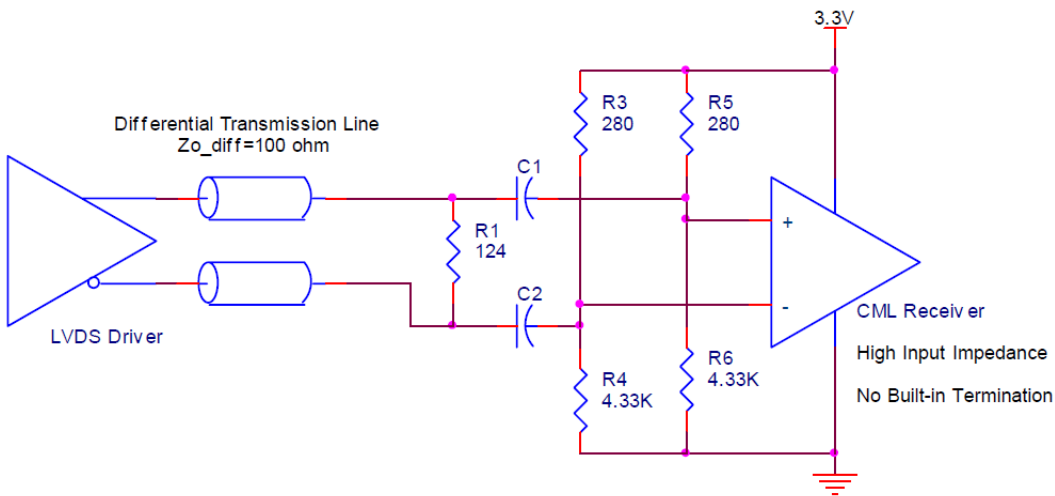 3.3V
R3
280
R5
280
Differential Transmission Line
Zo_diff=100 ohm
C1
R1
124
+
-
C2
LVDS Driver
CML Receiver
R4
4.33K
R6
4.33K
High Input Impedance
No Built-in Termination